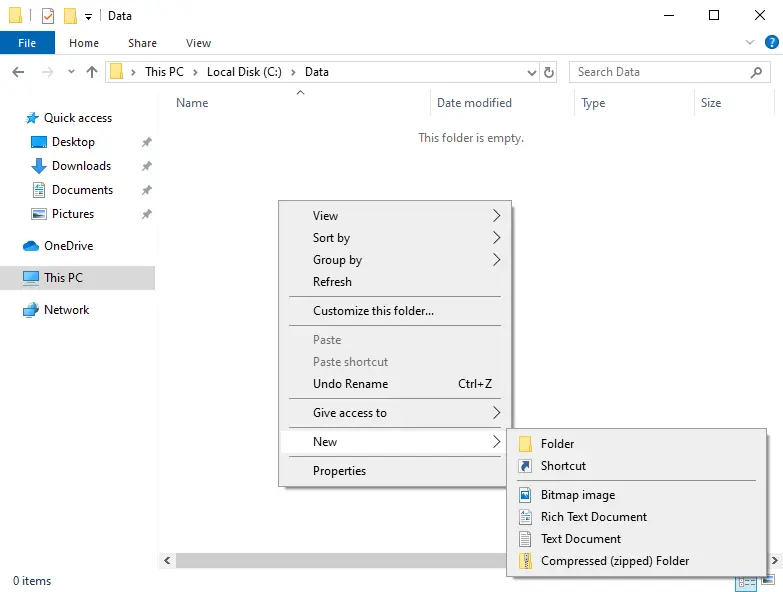 Data
File Home Share View
This PC Local Disk (C:) Data Search Data
Name Date modified Type Size
This folder is empty.
Quick access
Desktop
Downloads
Documents
Pictures
OneDrive
This PC
Network
View
Sort by
Group by
Refresh
Customize this folder...
Paste
Paste shortcut
Undo Rename Ctrl+Z
Give access to
New
Properties
Folder
Shortcut
Bitmap image
Rich Text Document
Text Document
Compressed (zipped) Folder
0 items